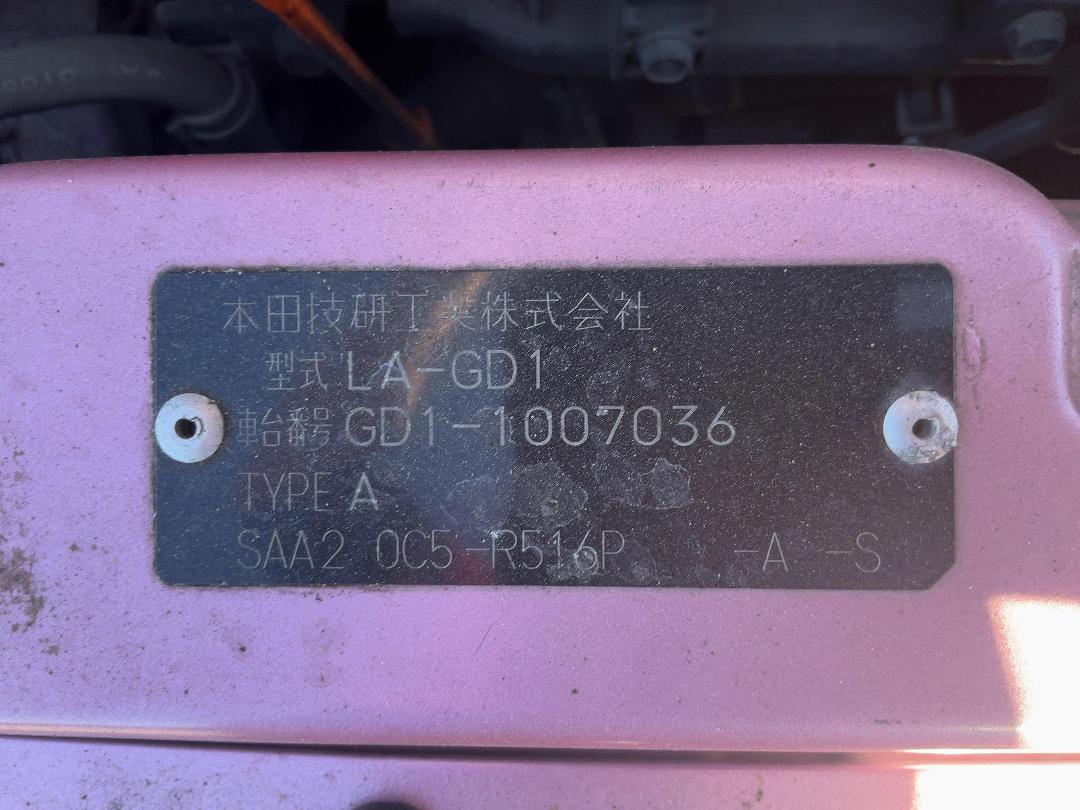 本田技研工業株式会社
型式 LA-GD1
車台番号 GD1-1007036
TYPE A
SAA2 0C5-R516P -A -S